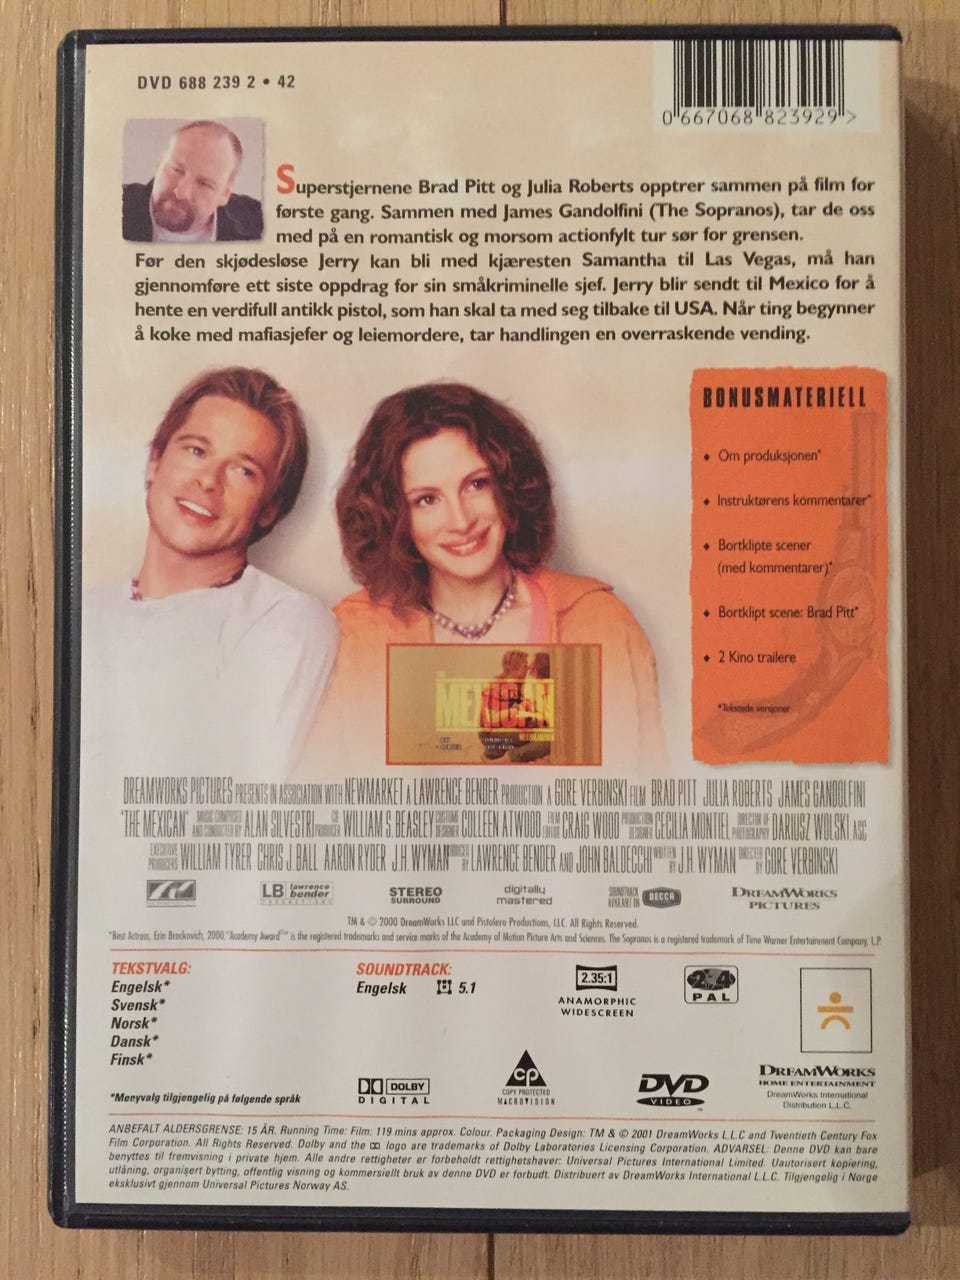 DVD 688 239 2 • 42
0 667068 823929 >
Superstjernene Brad Pitt og Julia Roberts opptrer sammen på film for
første gang. Sammen med James Gandolfini (The Sopranos), tar de oss
med på en romantisk og morsom actionfylt tur sør for grensen.
Før den skjødesløse Jerry kan bli med kjæresten Samantha til Las Vegas, må han
gjennomføre ett siste oppdrag for sin småkriminelle sjef. Jerry blir sendt til Mexico for å
hente en verdifull antikk pistol, som han skal ta med seg tilbake til USA. Når ting begynner
å koke med mafiasjefer og leiemordere, tar handlingen en overraskende vending.
BONUSMATERIELL
♦ Om produksjonen*
♦ Instruktørens kommentarer*
♦ Bortklipte scener
(med kommentarer)*
♦ Bortklipt scene: Brad Pitt*
♦ 2 Kino trailere
*Tekstede versjoner
MEXICAN
DREAMWORKS PICTURES PRESENTS IN ASSOCIATION WITH NEWMARKET A LAWRENCE BENDER PRODUCTION A GORE VERBINSKI FILM BRAD PITT JULIA ROBERTS JAMES GANDOLFINI
"THE MEXICAN" MUSIC COMPOSED AND CONDUCTED BY ALAN SILVESTRI CO PRODUCER WILLIAM S. BEASLEY COSTUME DESIGNER COLLEEN ATWOOD FILM EDITOR CRAIG WOOD PRODUCTION DESIGNER CECILIA MONTIEL DIRECTOR OF PHOTOGRAPHY DARIUSZ WOLSKI, ASC
EXECUTIVE PRODUCERS WILLIAM TYRER CHRIS J. BALL AARON RYDER J.H. WYMAN PRODUCED BY LAWRENCE BENDER AND JOHN BALDECCHI WRITTEN BY J.H. WYMAN DIRECTED BY GORE VERBINSKI
LB lawrence bender PRODUCTIONS
STEREO SURROUND
digitally mastered
SOUNDTRACK AVAILABLE ON DECCA
DREAMWORKS PICTURES
TM & © 2000 DreamWorks LLC and Pistolero Productions, LLC. All Rights Reserved.
*Best Actress, Erin Brockovich, 2000. "Academy Award"™ is the registered trademarks and service marks of the Academy of Motion Picture Arts and Sciences. The Sopranos is a registered trademark of Time Warner Entertainment Company, L.P
TEKSTVALG:
Engelsk*
Svensk*
Norsk*
Dansk*
Finsk*
*Menyvalg tilgjengelig på følgende språk
SOUNDTRACK:
Engelsk 5.1
2.35:1
ANAMORPHIC
WIDESCREEN
2 4
PAL
DOLBY
DIGITAL
CP
COPY PROTECTED
MACROVISION
DVD
VIDEO
DREAMWORKS
HOME ENTERTAINMENT
DreamWorks International
Distribution L.L.C.
ANBEFALT ALDERSGRENSE: 15 ÅR. Running Time: Film: 119 mins approx. Colour. Packaging Design: TM & © 2001 DreamWorks L.L.C and Twentieth Century Fox
Film Corporation. All Rights Reserved. Dolby and the logo are trademarks of Dolby Laboratories Licensing Corporation. ADVARSEL: Denne DVD kan bare
benyttes til fremvisning i private hjem. Alle andre rettigheter er forbeholdt rettighetshaver: Universal Pictures International Limited. Uautorisert kopiering,
utlåning, organisert bytting, offentlig visning og kommersiellt bruk av denne DVD er forbudt. Distribuert av DreamWorks International L.L.C. Tilgjengelig i Norge
eksklusivt gjennom Universal Pictures Norway AS.